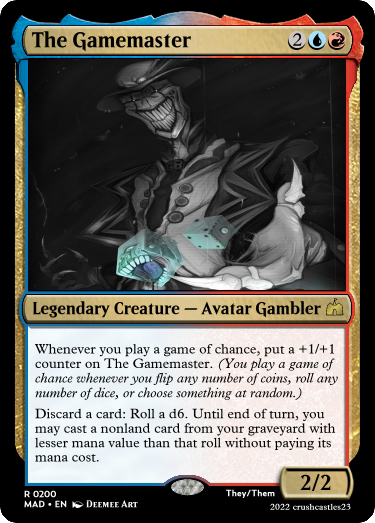 The Gamemaster 2
Legendary Creature — Avatar Gambler
Whenever you play a game of chance, put a +1/+1
counter on The Gamemaster. (You play a game of
chance whenever you flip any number of coins, roll any
number of dice, or choose something at random.)
Discard a card: Roll a d6. Until end of turn, you
may cast a nonland card from your graveyard with
lesser mana value than that roll without paying its
mana cost.
2/2
R 0200
MAD • EN DEEMEE ART
They/Them
2022 crushcastles23